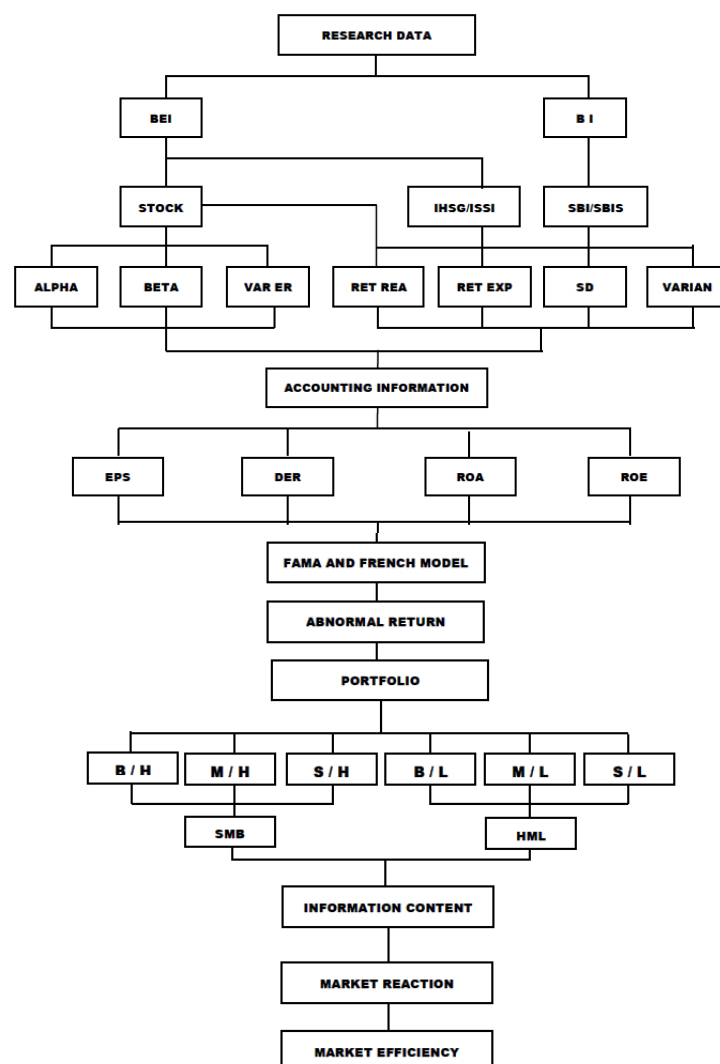 RESEARCH DATA
BEI
B I
STOCK
IHSG/ISSI
SBI/SBIS
ALPHA
BETA
VAR ER
RET REA
RET EXP
SD
VARIAN
ACCOUNTING INFORMATION
EPS
DER
ROA
ROE
FAMA AND FRENCH MODEL
ABNORMAL RETURN
PORTFOLIO
B / H
M / H
S / H
B / L
M / L
S / L
SMB
HML
INFORMATION CONTENT
MARKET REACTION
MARKET EFFICIENCY